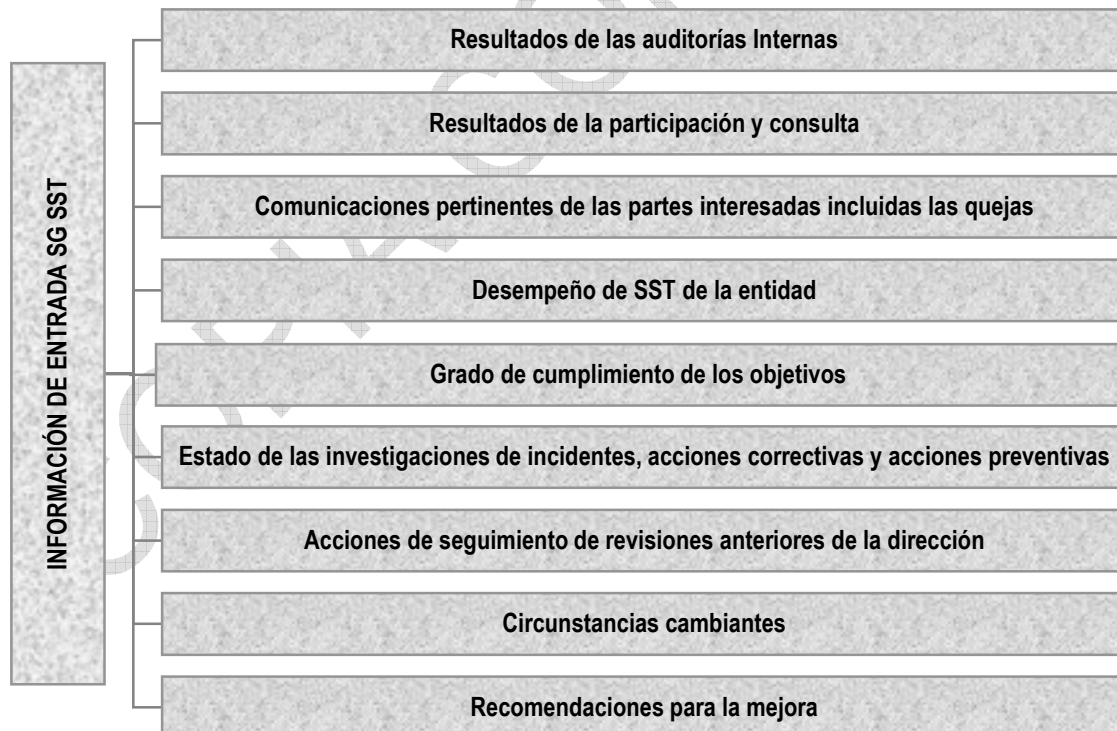 INFORMACIÓN DE ENTRADA SG SST
Resultados de las auditorías Internas
Resultados de la participación y consulta
Comunicaciones pertinentes de las partes interesadas incluidas las quejas
Desempeño de SST de la entidad
Grado de cumplimiento de los objetivos
Estado de las investigaciones de incidentes, acciones correctivas y acciones preventivas
Acciones de seguimiento de revisiones anteriores de la dirección
Circunstancias cambiantes
Recomendaciones para la mejora